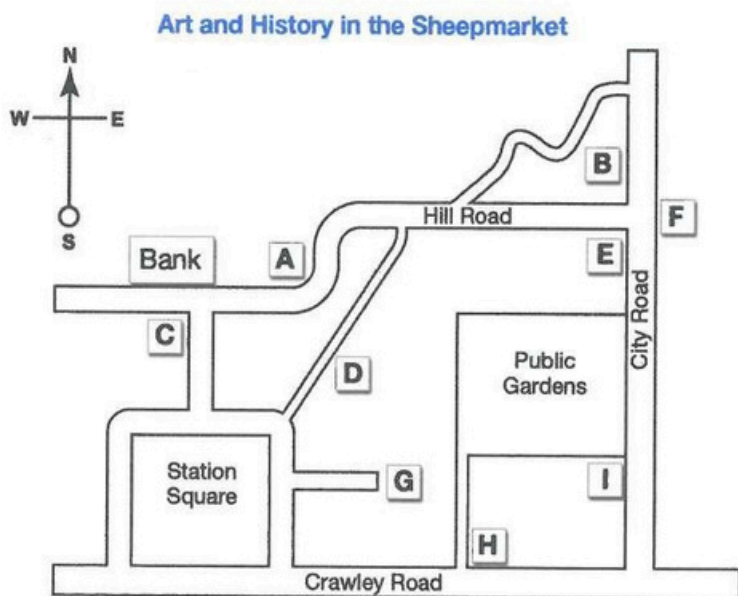 Art and History in the Sheepmarket
N
W E
S
B
Hill Road
F
Bank
A
E
C
City Road
D
Public
Gardens
Station
Square
G
I
H
Crawley Road